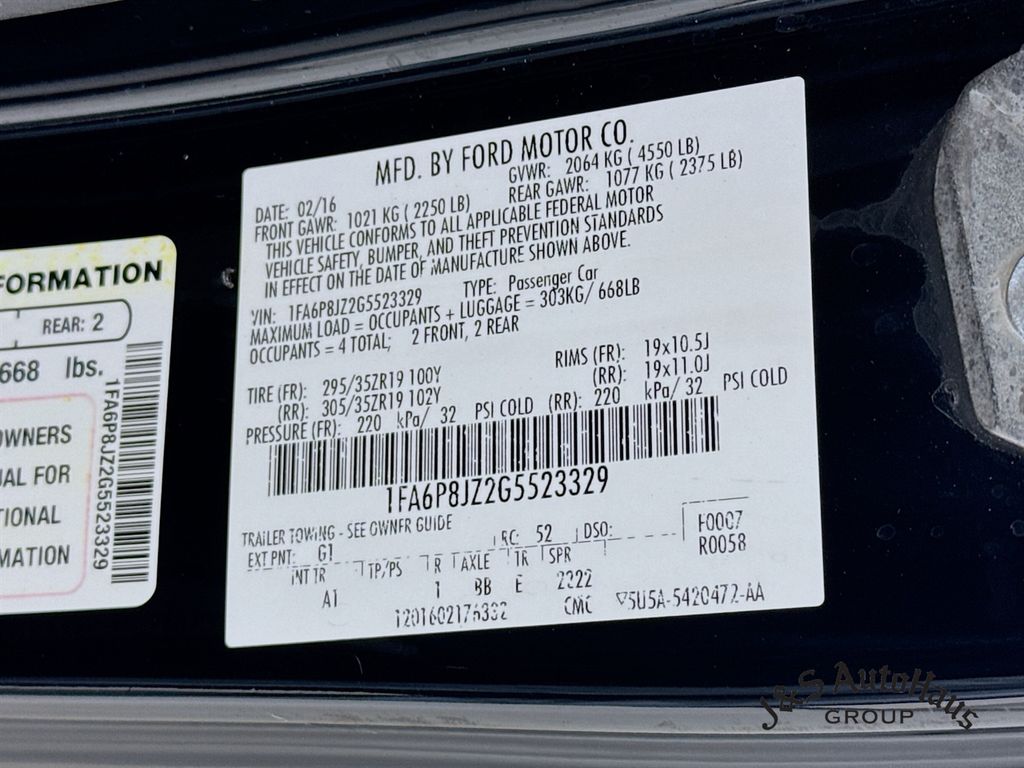 MFD. BY FORD MOTOR CO.
DATE: 02/16 GVWR: 2064 KG ( 4550 LB)
FRONT GAWR: 1021 KG ( 2250 LB) REAR GAWR: 1077 KG ( 2375 LB)
THIS VEHICLE CONFORMS TO ALL APPLICABLE FEDERAL MOTOR
VEHICLE SAFETY, BUMPER, AND THEFT PREVENTION STANDARDS
IN EFFECT ON THE DATE OF MANUFACTURE SHOWN ABOVE.
VIN: 1FA6P8JZ2G5523329 TYPE: Passenger Car
MAXIMUM LOAD = OCCUPANTS + LUGGAGE = 303KG/ 668LB
OCCUPANTS = 4 TOTAL; 2 FRONT, 2 REAR
TIRE (FR): 295/35ZR19 100Y RIMS (FR): 19x10.5J
(RR): 305/35ZR19 102Y (RR): 19x11.0J
PRESSURE (FR): 220 kPa/ 32 PSI COLD (RR): 220 kPa/ 32 PSI COLD
1FA6P8JZ2G5523329
TRAILER TOWING - SEE OWNER GUIDE
EXT PNT: G1 RC: 52 DSO: F0007
INT TR TP/PS R AXLE TR SPR R0058
A1 1 BB E 2222
1201602176332 CMC 5U5A-5420472-AA
FORMATION
REAR: 2
668 lbs.
OWNERS
UAL FOR
TIONAL
MATION
1FA6P8JZ2G5523329
J&S AutoHaus
GROUP